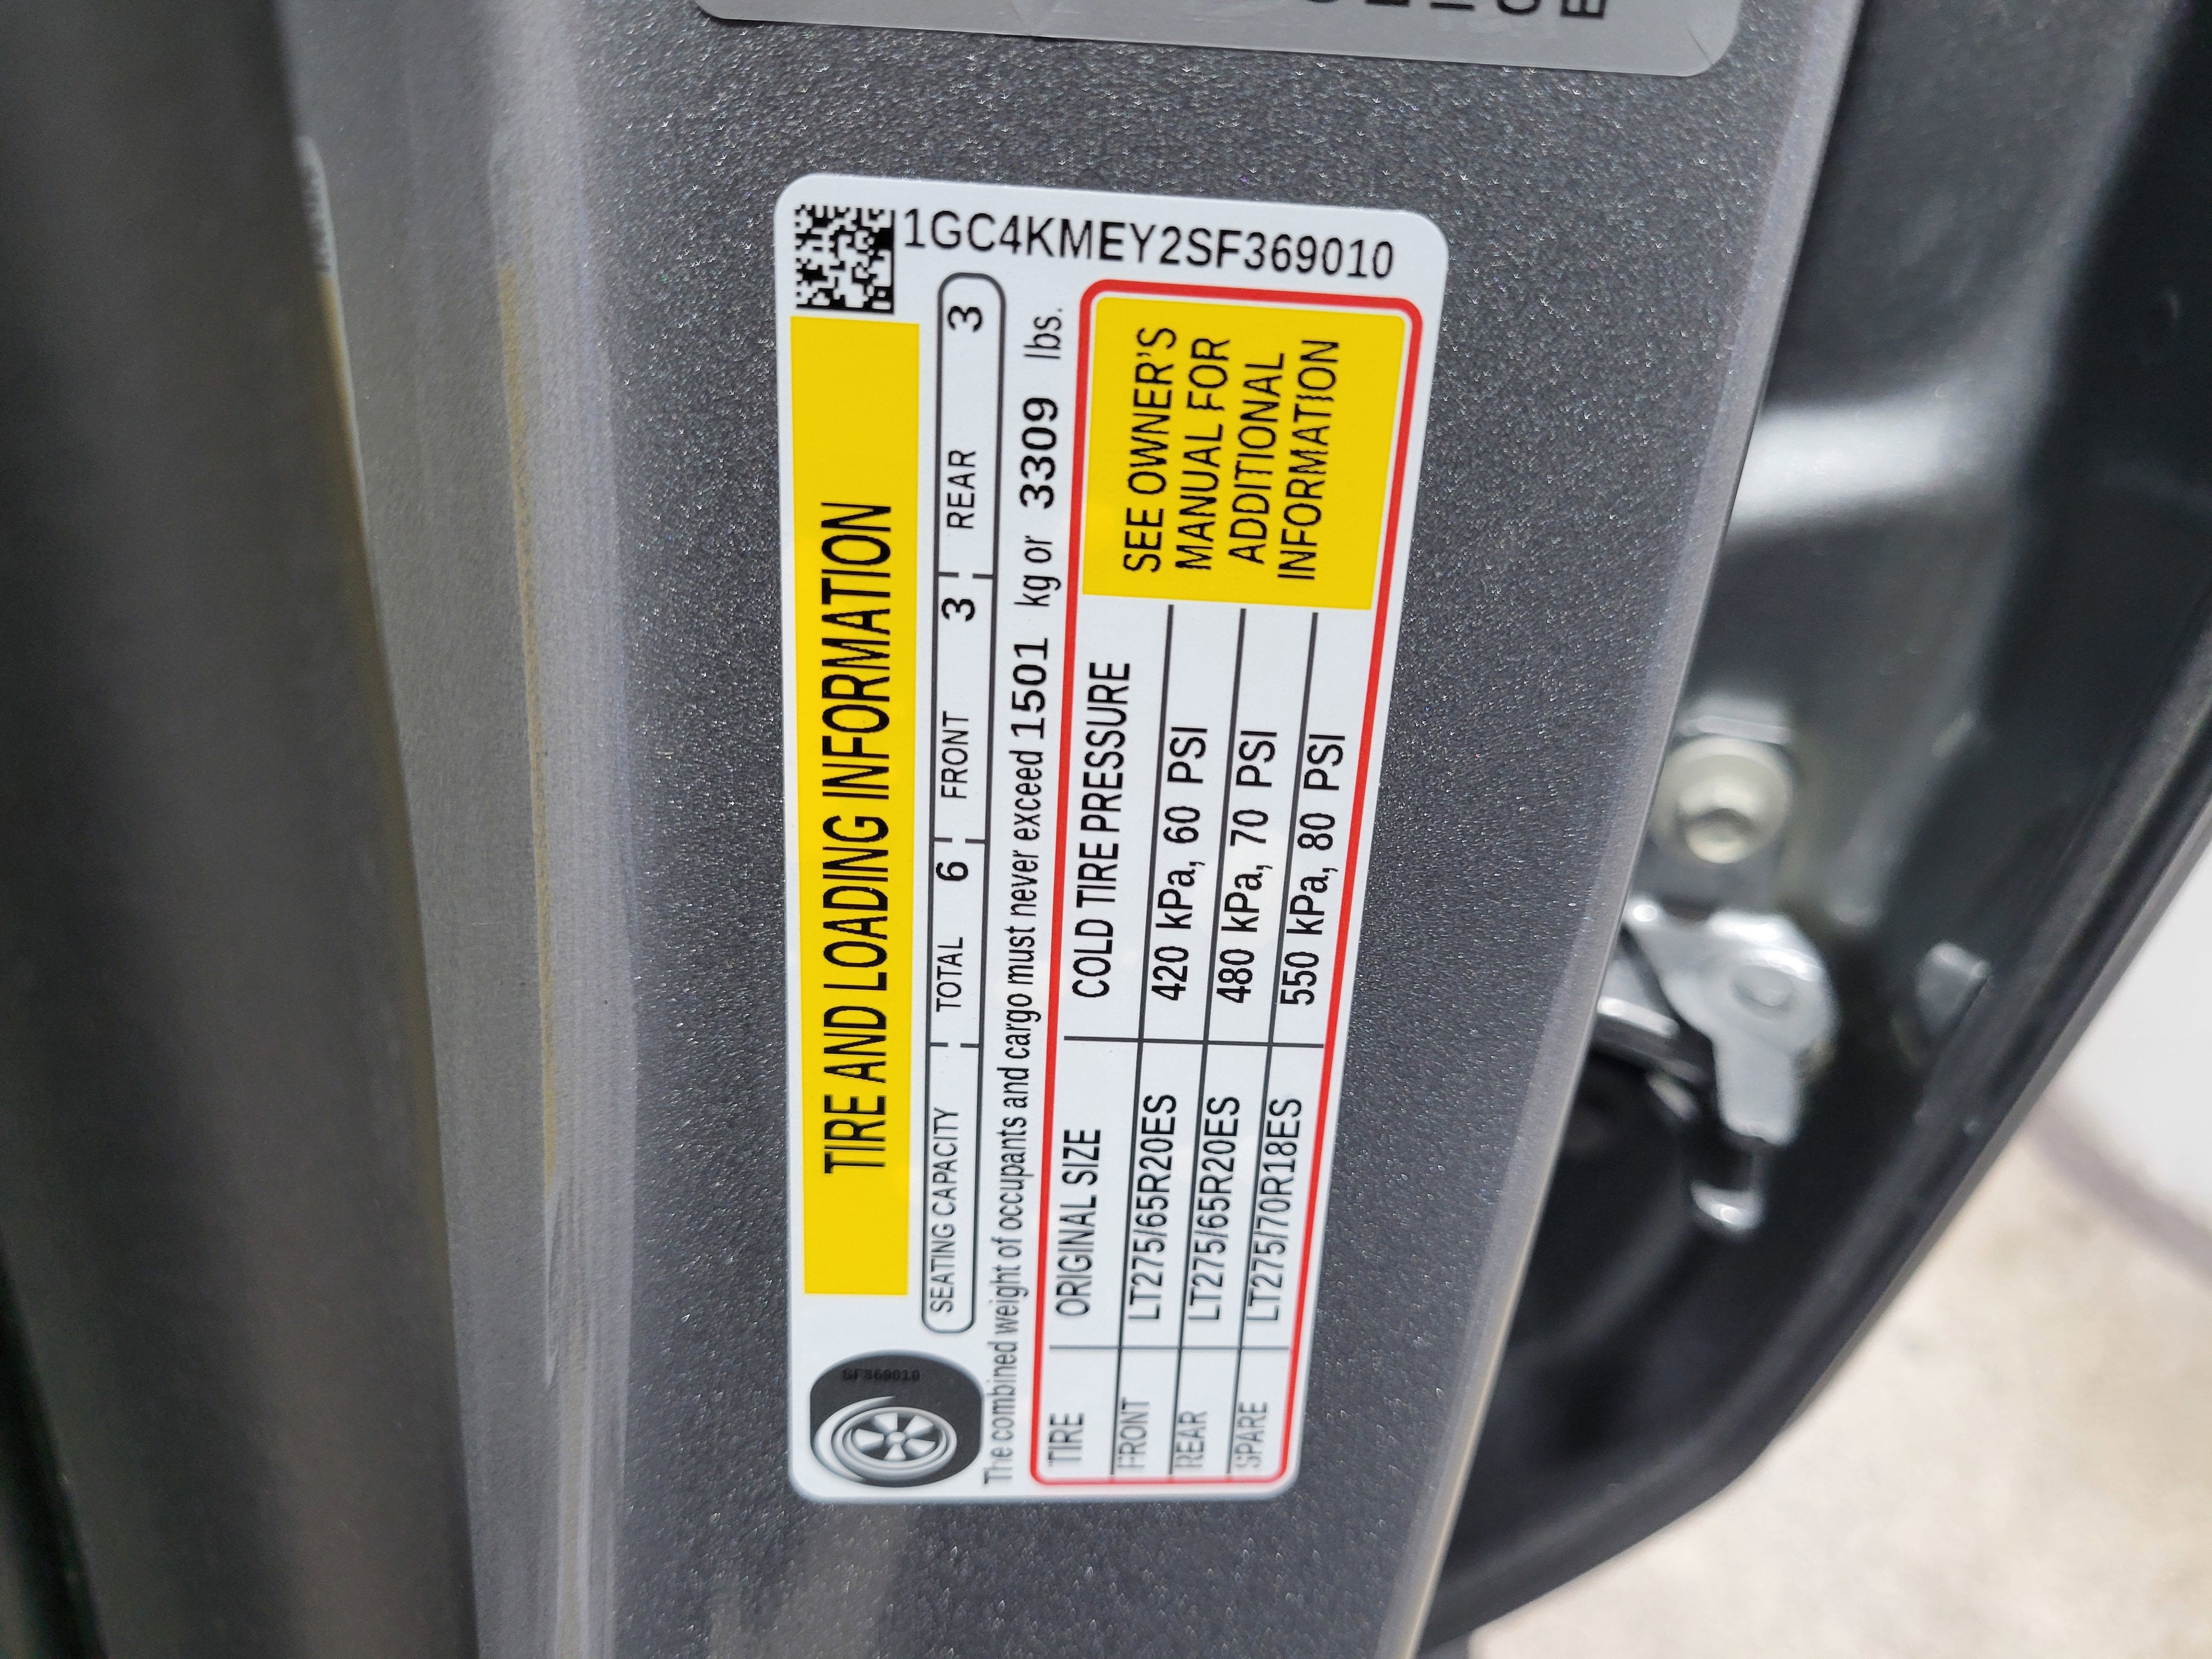 1GC4KMEY2SF369010
TIRE AND LOADING INFORMATION
SEATING CAPACITY TOTAL 6 FRONT 3 REAR 3
The combined weight of occupants and cargo must never exceed 1501 kg or 3309 lbs.
TIRE ORIGINAL SIZE COLD TIRE PRESSURE
FRONT LT275/65R20ES 420 kPa, 60 PSI
REAR LT275/65R20ES 480 kPa, 70 PSI
SPARE LT275/70R18ES 550 kPa, 80 PSI
SEE OWNER'S
MANUAL FOR
ADDITIONAL
INFORMATION
SF369010